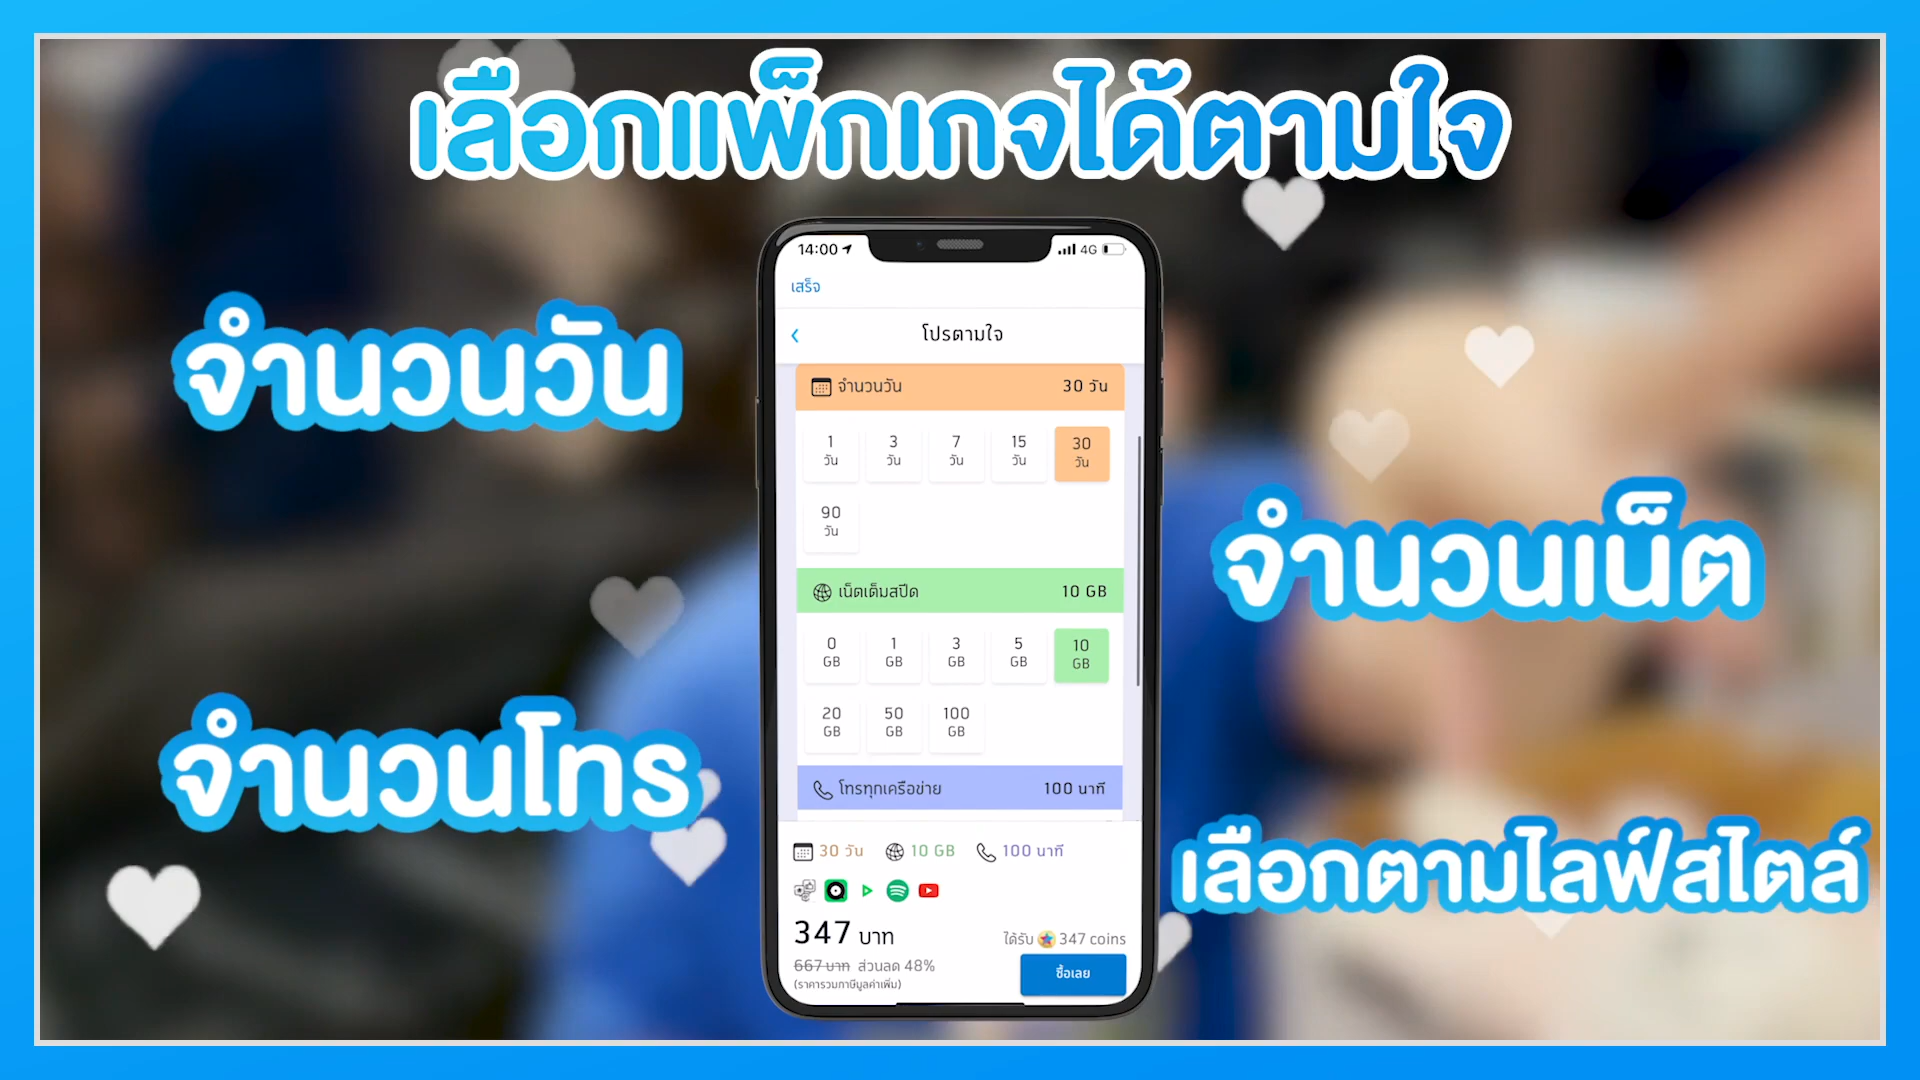 เลือกแพ็กเกจได้ตามใจ
จำนวนวัน
จำนวนโทร
14:00
4G
เสร็จ
โปรตามใจ
จำนวนวัน 30 วัน
1 วัน 3 วัน 7 วัน 15 วัน 30 วัน
90 วัน
เน็ตเต็มสปีด 10 GB
0 GB 1 GB 3 GB 5 GB 10 GB
20 GB 50 GB 100 GB
โทรทุกเครือข่าย 100 นาที
30 วัน 10 GB 100 นาที
347 บาท ได้รับ 347 coins
667 บาท ส่วนลด 48%
(ราคารวมภาษีมูลค่าเพิ่ม)
ซื้อเลย
จำนวนเน็ต
เลือกตามไลฟ์สไตล์